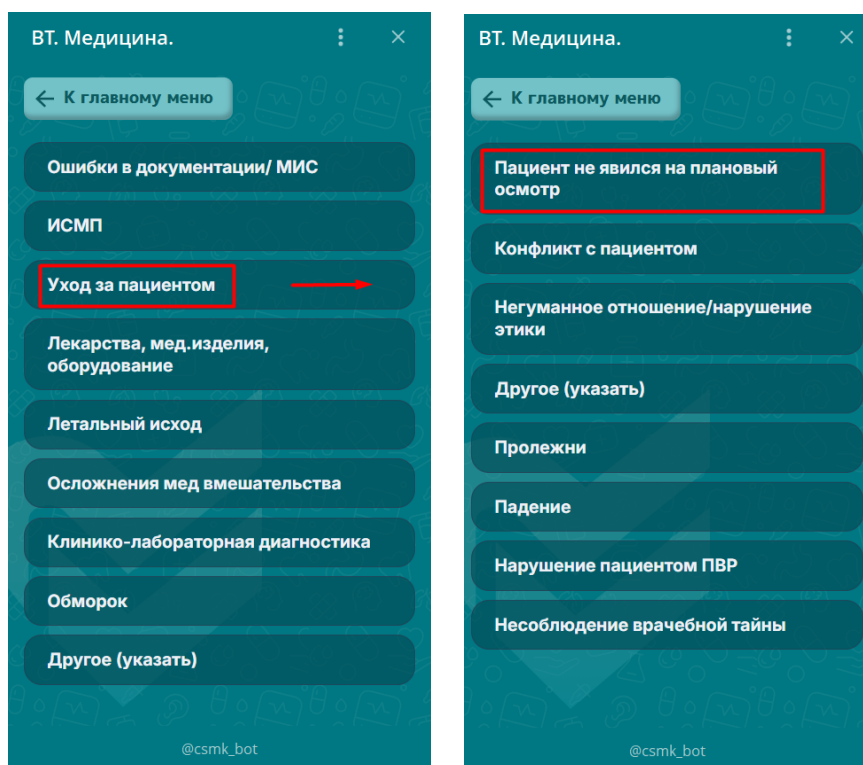 ВТ. Медицина.
← К главному меню
Ошибки в документации/ МИС
ИСМП
Уход за пациентом
Лекарства, мед.изделия,
оборудование
Летальный исход
Осложнения мед вмешательства
Клинико-лабораторная диагностика
Обморок
Другое (указать)
@csmk_bot
ВТ. Медицина.
← К главному меню
Пациент не явился на плановый
осмотр
Конфликт с пациентом
Негуманное отношение/нарушение
этики
Другое (указать)
Пролежни
Падение
Нарушение пациентом ПВР
Несоблюдение врачебной тайны
@csmk_bot